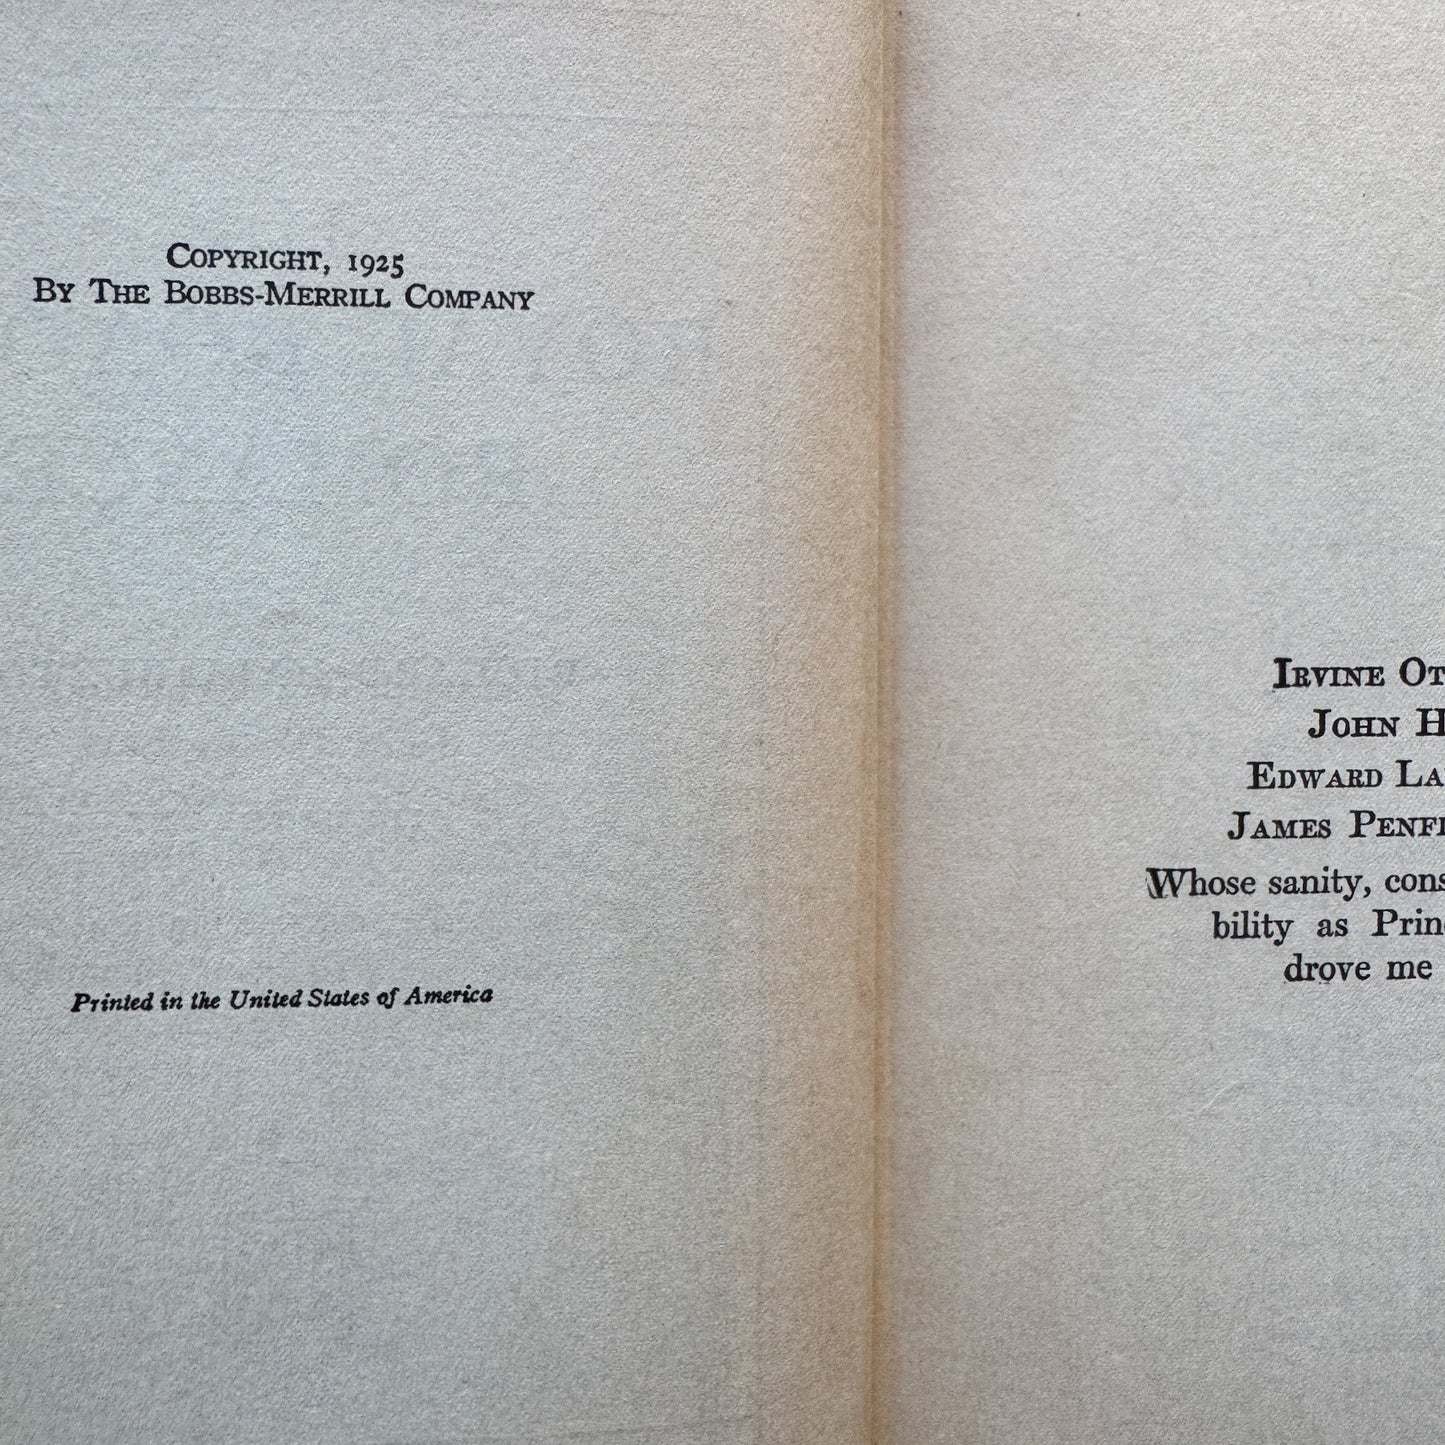 COPYRIGHT, 1925
BY THE BOBBS-MERRILL COMPANY
Printed in the United States of America
IRVINE OT
JOHN H
EDWARD LA
JAMES PENFI
Whose sanity, cons
bility as Prin
drove me